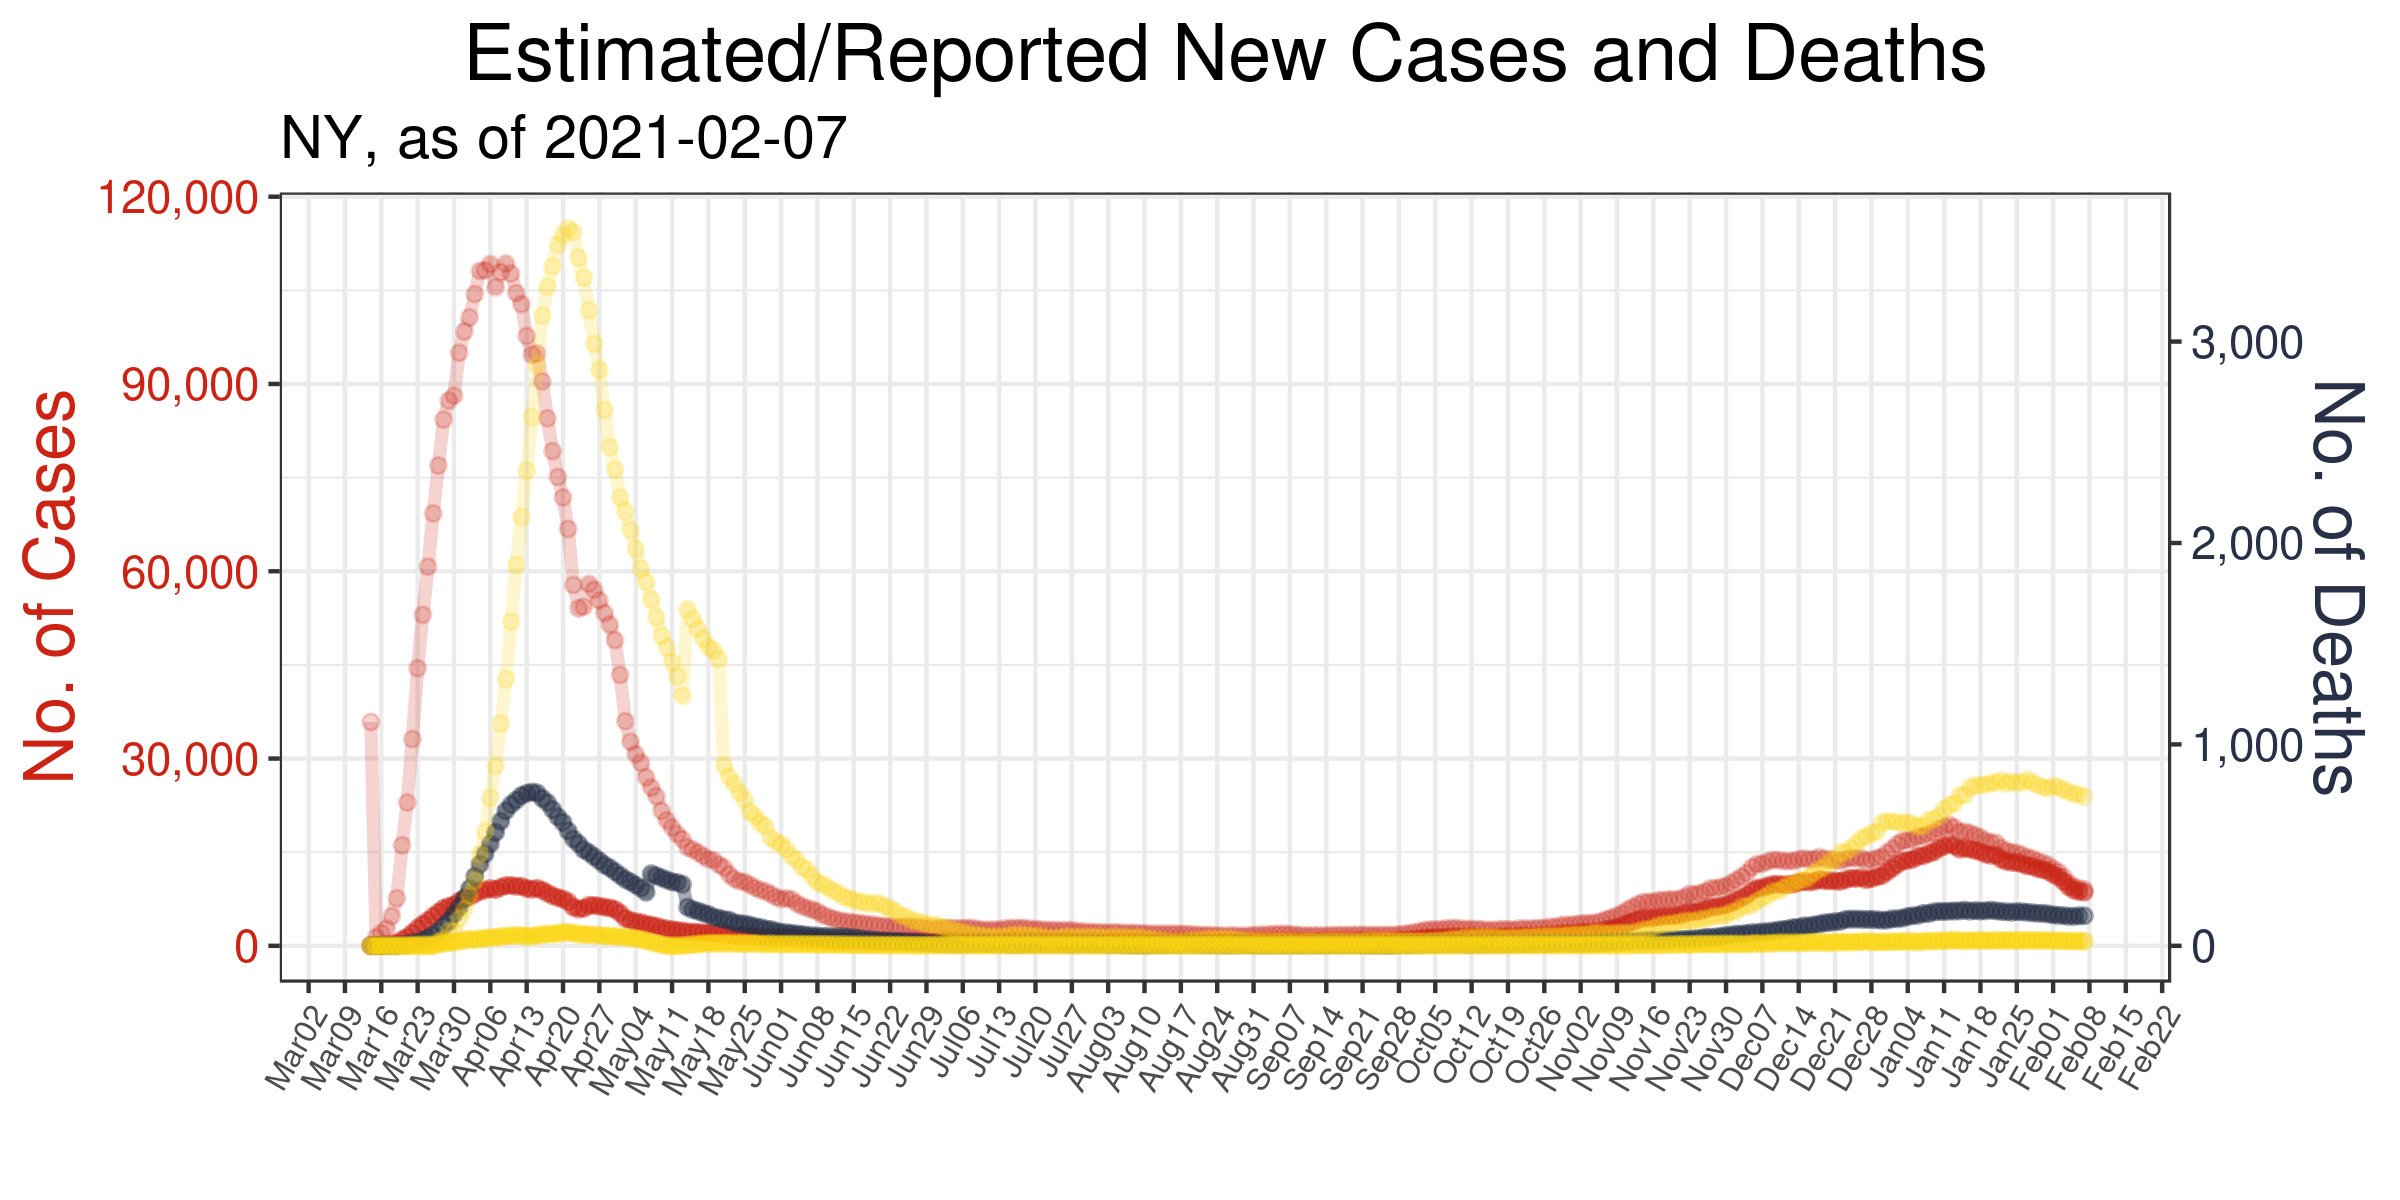 Estimated/Reported New Cases and Deaths
NY, as of 2021-02-07
No. of Cases
120,000
90,000
60,000
30,000
0
3,000
2,000
1,000
0
No. of Deaths
Mar02
Mar09
Mar16
Mar23
Mar30
Apr06
Apr13
Apr20
Apr27
May04
May11
May18
May25
Jun01
Jun08
Jun15
Jun22
Jun29
Jul06
Jul13
Jul20
Jul27
Aug03
Aug10
Aug17
Aug24
Aug31
Sep07
Sep14
Sep21
Sep28
Oct05
Oct12
Oct19
Oct26
Nov02
Nov09
Nov16
Nov23
Nov30
Dec07
Dec14
Dec21
Dec28
Jan04
Jan11
Jan18
Jan25
Feb01
Feb08
Feb15
Feb22